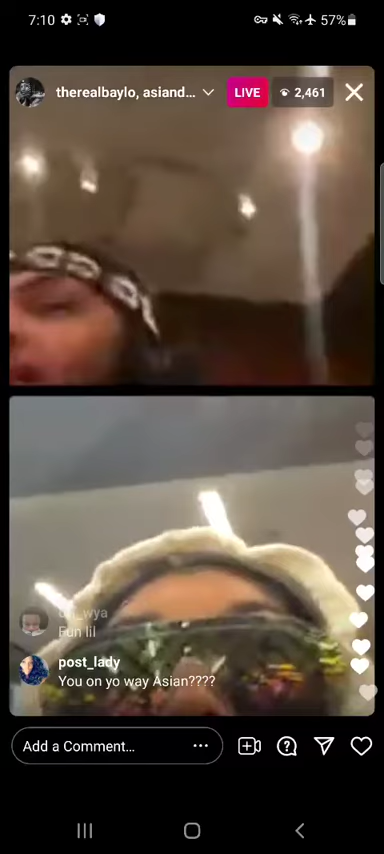 7:10
57%
therealbaylo, asiand...
LIVE
2,461
Fun lil
post_lady
You on yo way Asian????
Add a Comment...